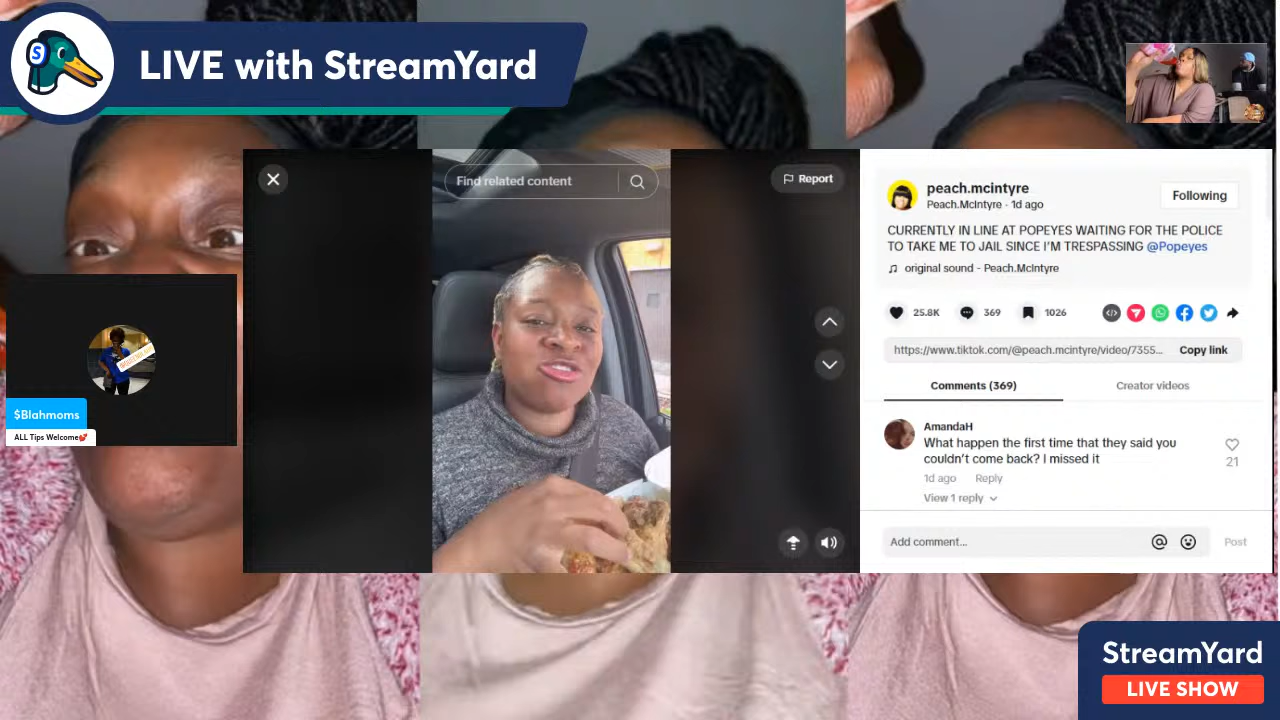 S
LIVE with StreamYard
Find related content
Report
peach.mcintyre
Peach.McIntyre · 1d ago
Following
CURRENTLY IN LINE AT POPEYES WAITING FOR THE POLICE
TO TAKE ME TO JAIL SINCE I'M TRESPASSING @Popeyes
original sound - Peach.McIntyre
25.8K
369
1026
https://www.tiktok.com/@peach.mcintyre/video/7355...
Copy link
Comments (369)
Creator videos
AmandaH
What happen the first time that they said you
couldn't come back? I missed it
21
1d ago
Reply
View 1 reply
Add comment...
Post
$Blahmoms
ALL Tips Welcome💕
StreamYard
LIVE SHOW